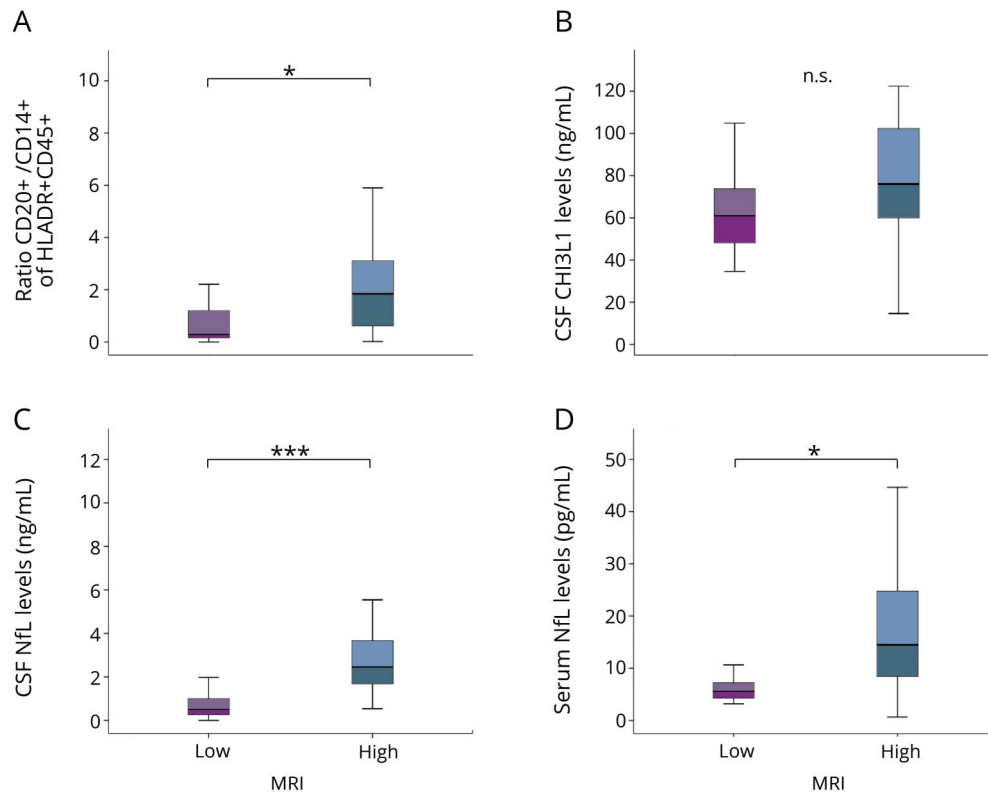 A
Ratio CD20+ /CD14+
of HLADR+CD45+
10
8
6
4
2
0
*
B
CSF CHI3L1 levels (ng/mL)
120
100
80
60
40
20
0
n.s.
C
CSF NfL levels (ng/mL)
12
10
8
6
4
2
0
***
Low
High
MRI
D
Serum NfL levels (pg/mL)
50
40
30
20
10
0
*
Low
High
MRI